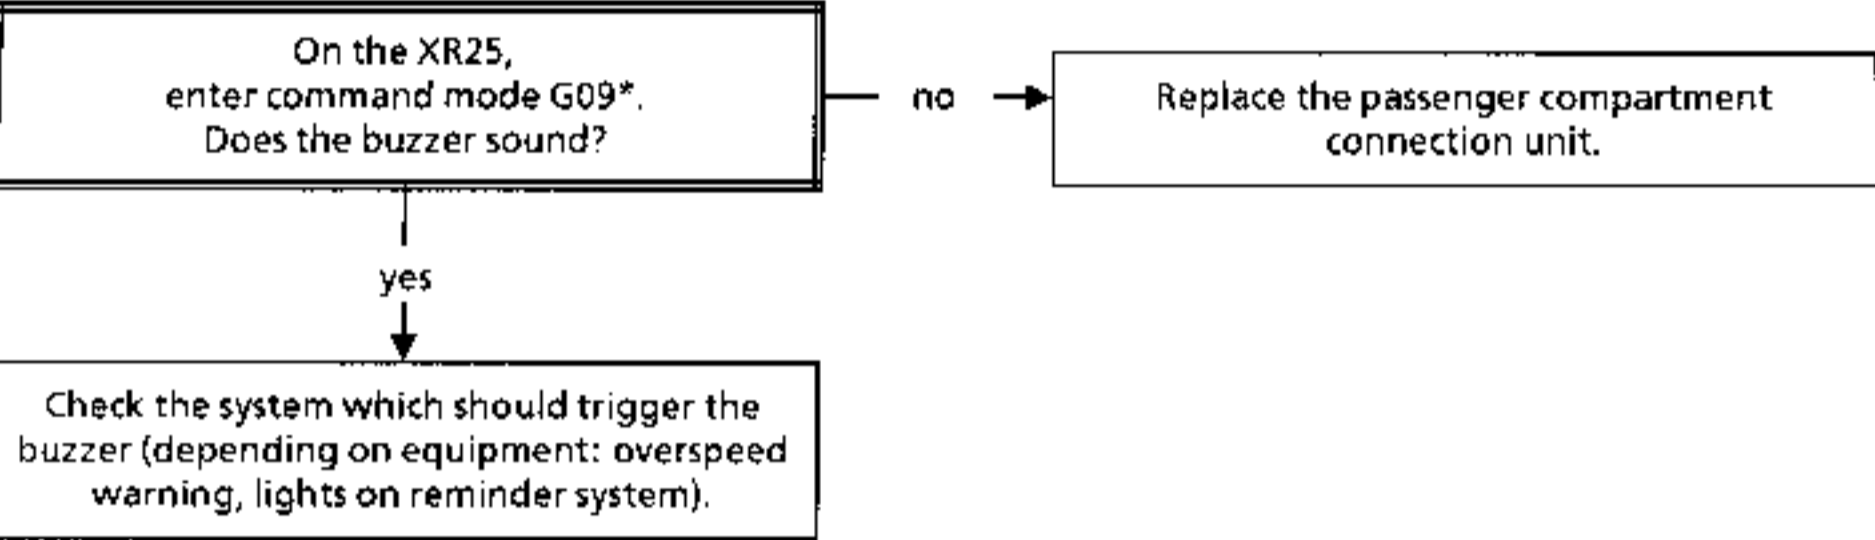 On the XR25,
enter command mode G09*.
Does the buzzer sound?
no
Replace the passenger compartment
connection unit.
yes
Check the system which should trigger the
buzzer (depending on equipment: overspeed
warning, lights on reminder system).